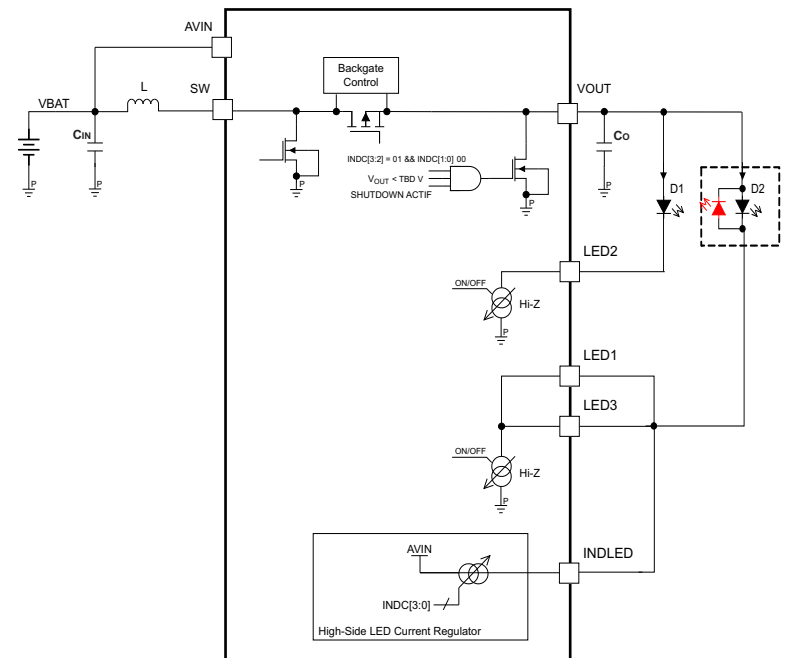 AVIN
Backgate
Control
L
SW
VOUT
VBAT
CIN
CO
P
P
P
P
P
INDC[3:2] = 01 && INDC[1:0] 00
VOUT < TBD V
SHUTDOWN ACTIF
D1
D2
LED2
ON/OFF
Hi-Z
P
LED1
LED3
ON/OFF
Hi-Z
P
INDLED
AVIN
INDC[3:0]
High-Side LED Current Regulator